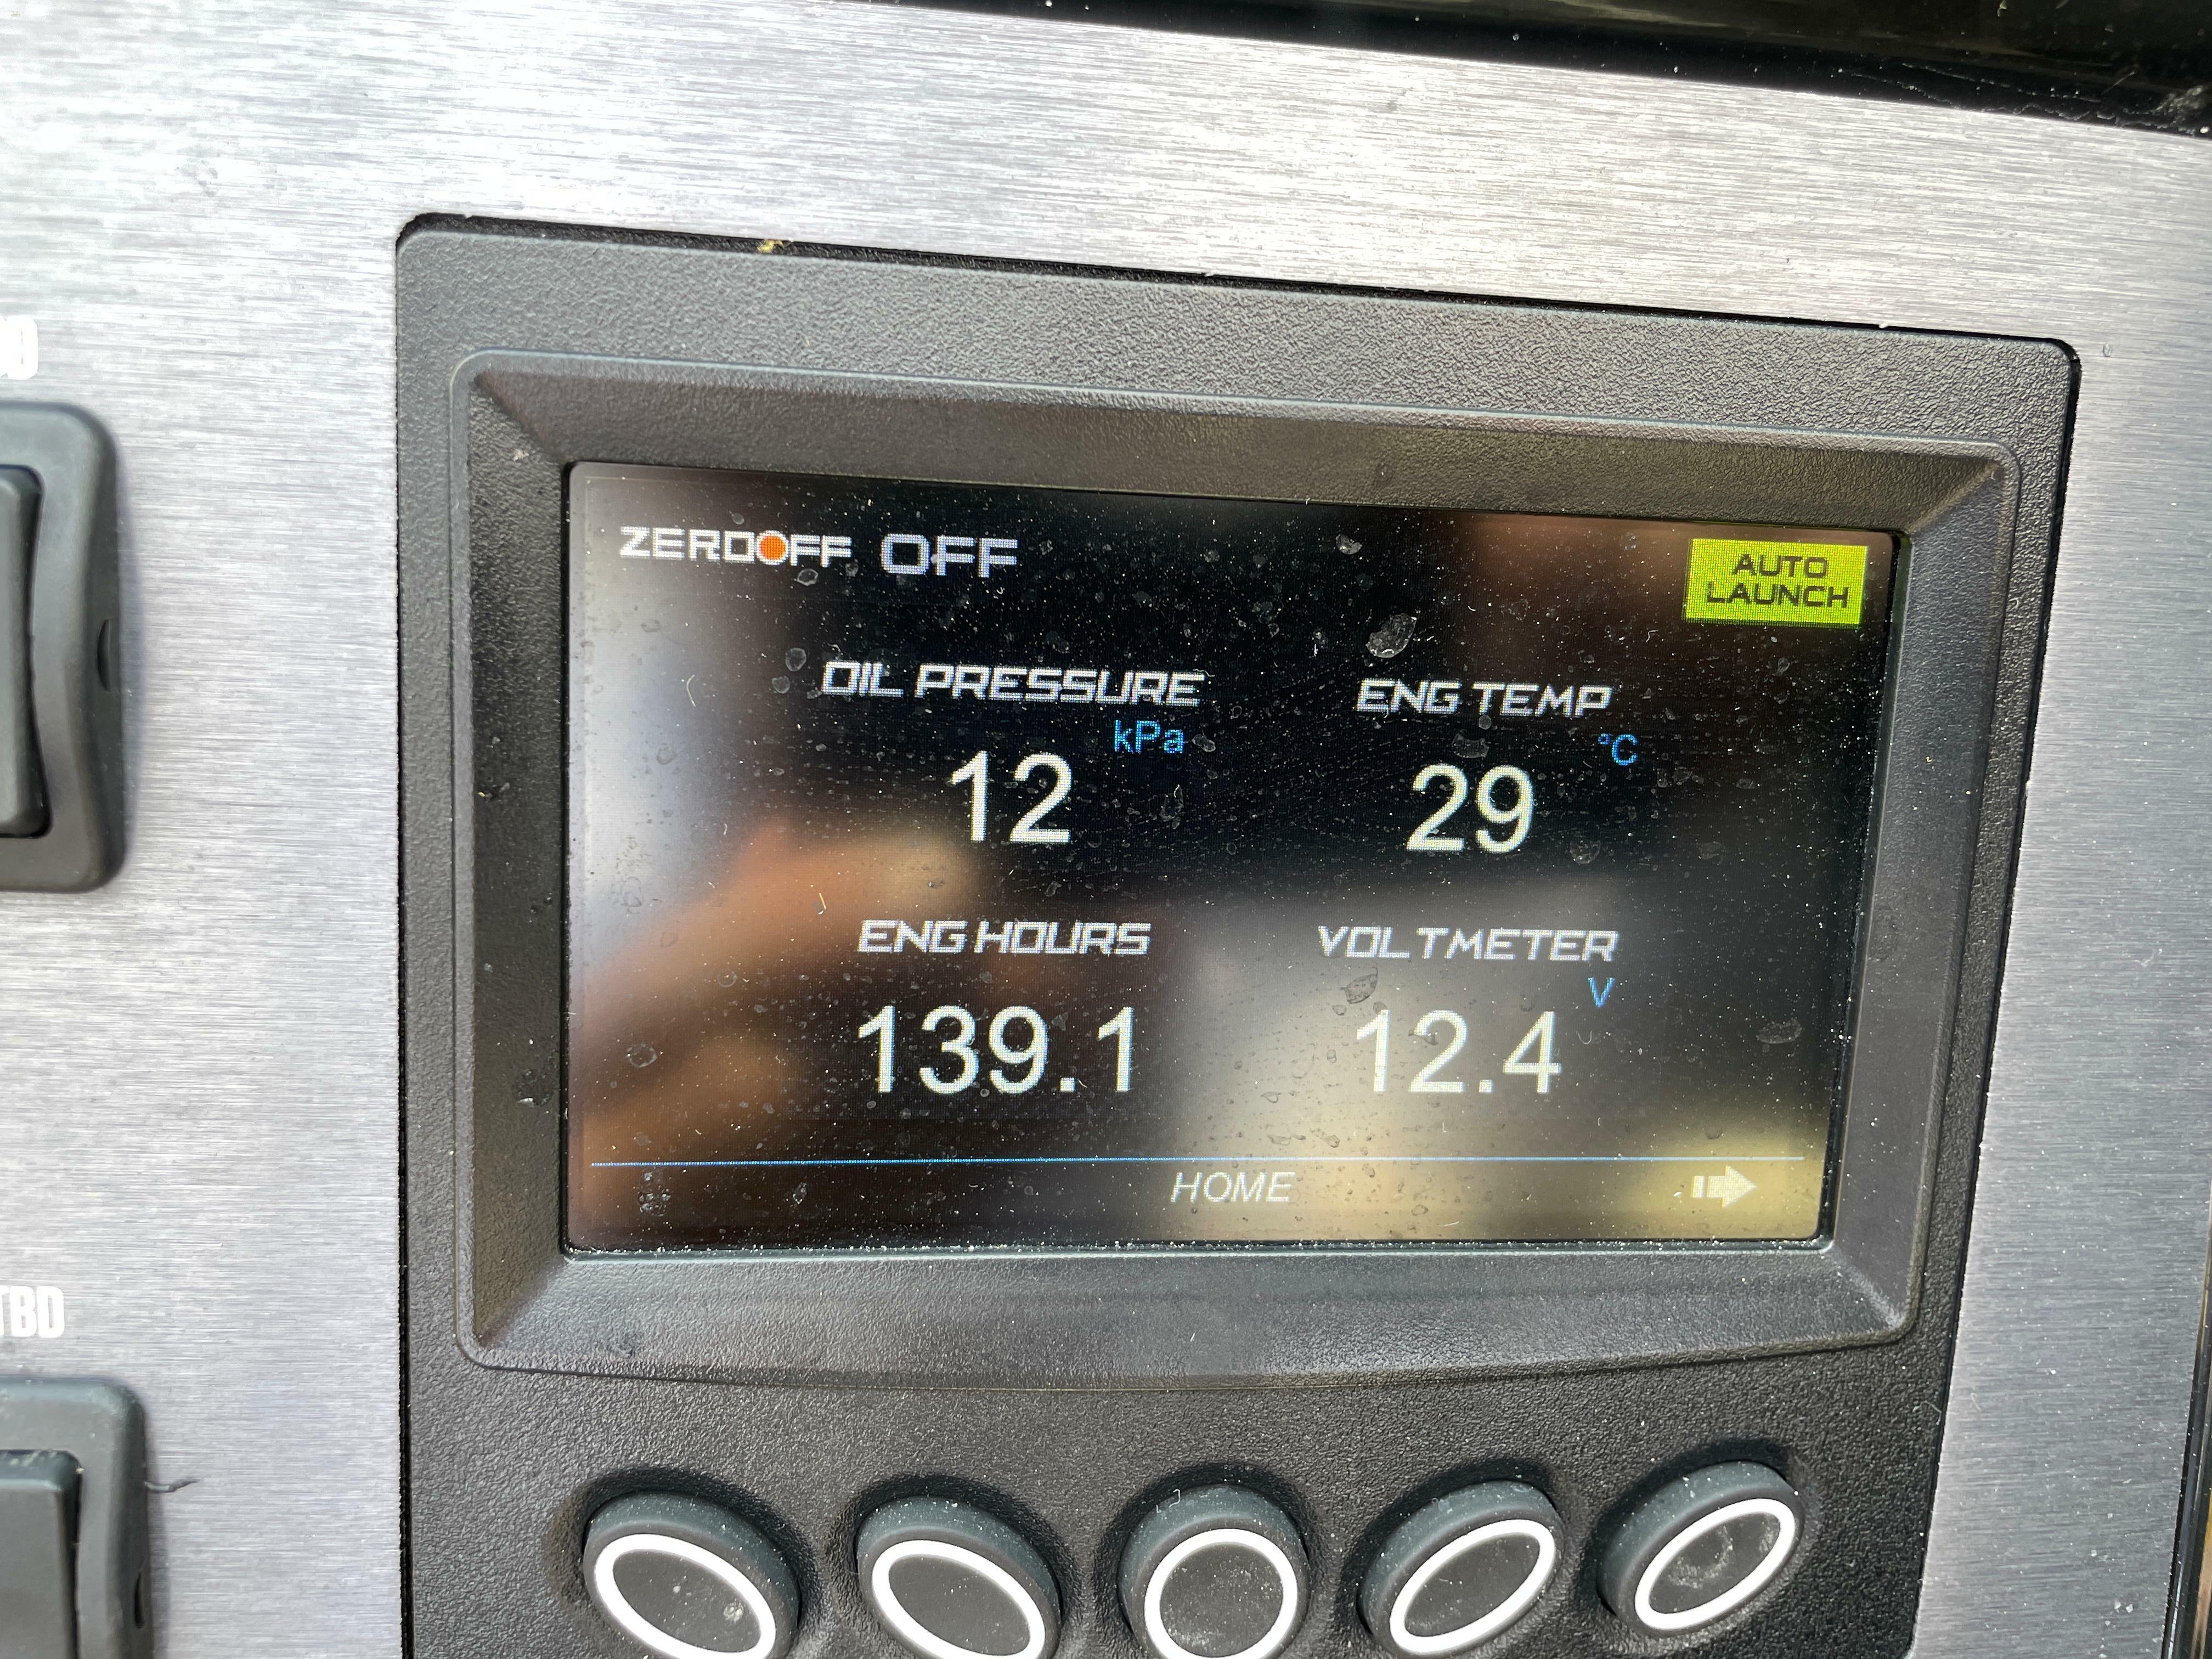 ZEROOFF OFF
AUTO
LAUNCH
OIL PRESSURE
kPa
12
ENG TEMP
°C
29
ENG HOURS
139.1
VOLTMETER
V
12.4
HOME
TBD